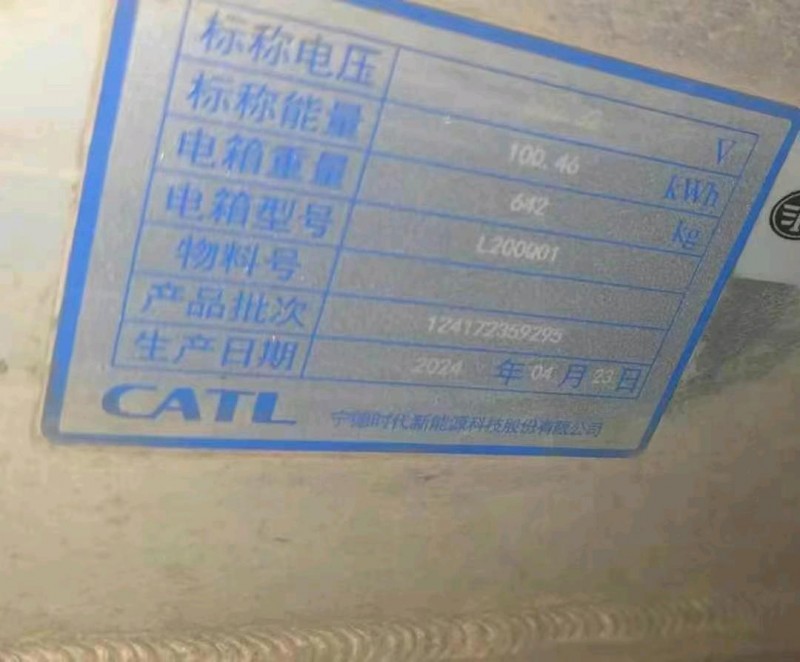 标称电压 V
标称能量 100.46 kWh
电箱重量 642 kg
电箱型号 L200Q01
物料号
产品批次 124172359295
生产日期 2024 年 04 月 23 日
CATL 宁德时代新能源科技股份有限公司